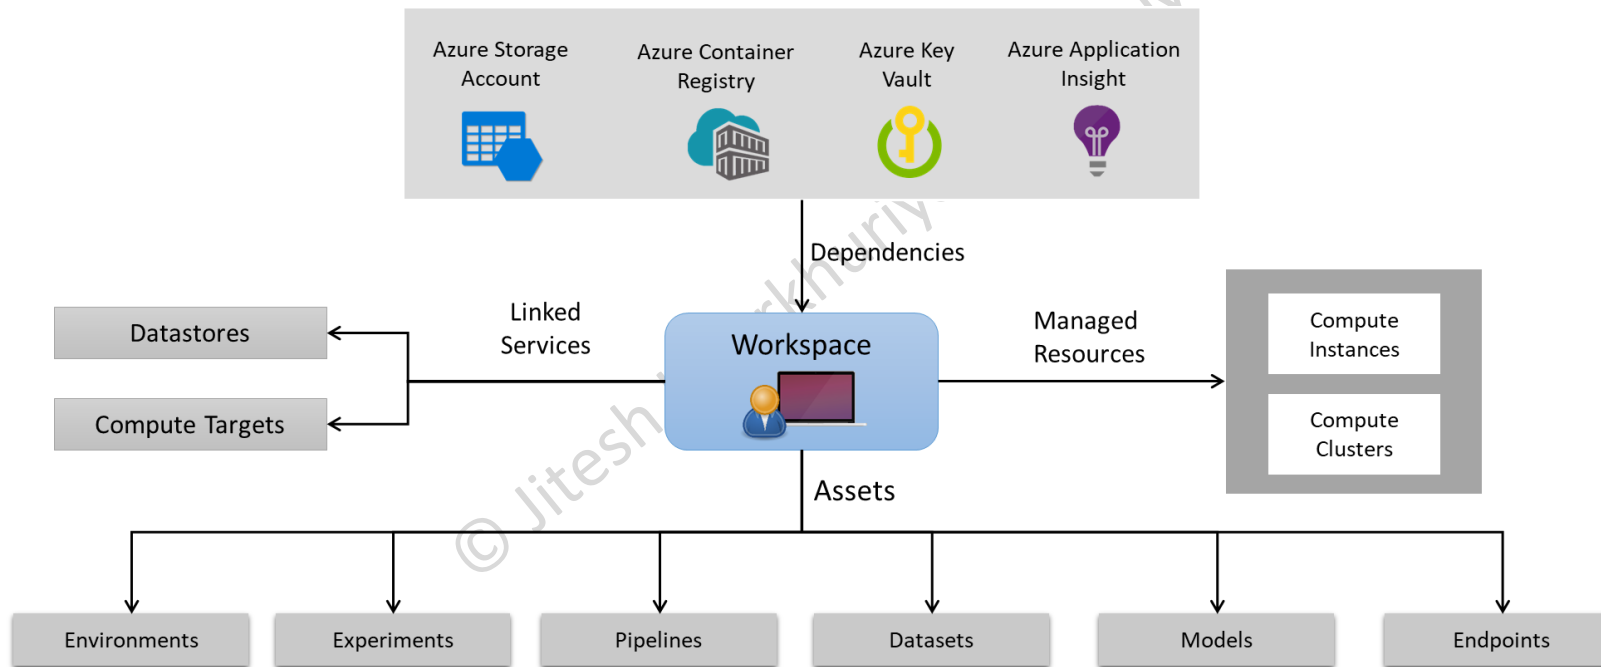 Azure Storage
Account
Azure Container
Registry
Azure Key
Vault
Azure Application
Insight
Dependencies
Linked
Services
Managed
Resources
Datastores
Compute Targets
Workspace
Compute
Instances
Compute
Clusters
Assets
© Jitesh
Environments
Experiments
Pipelines
Datasets
Models
Endpoints